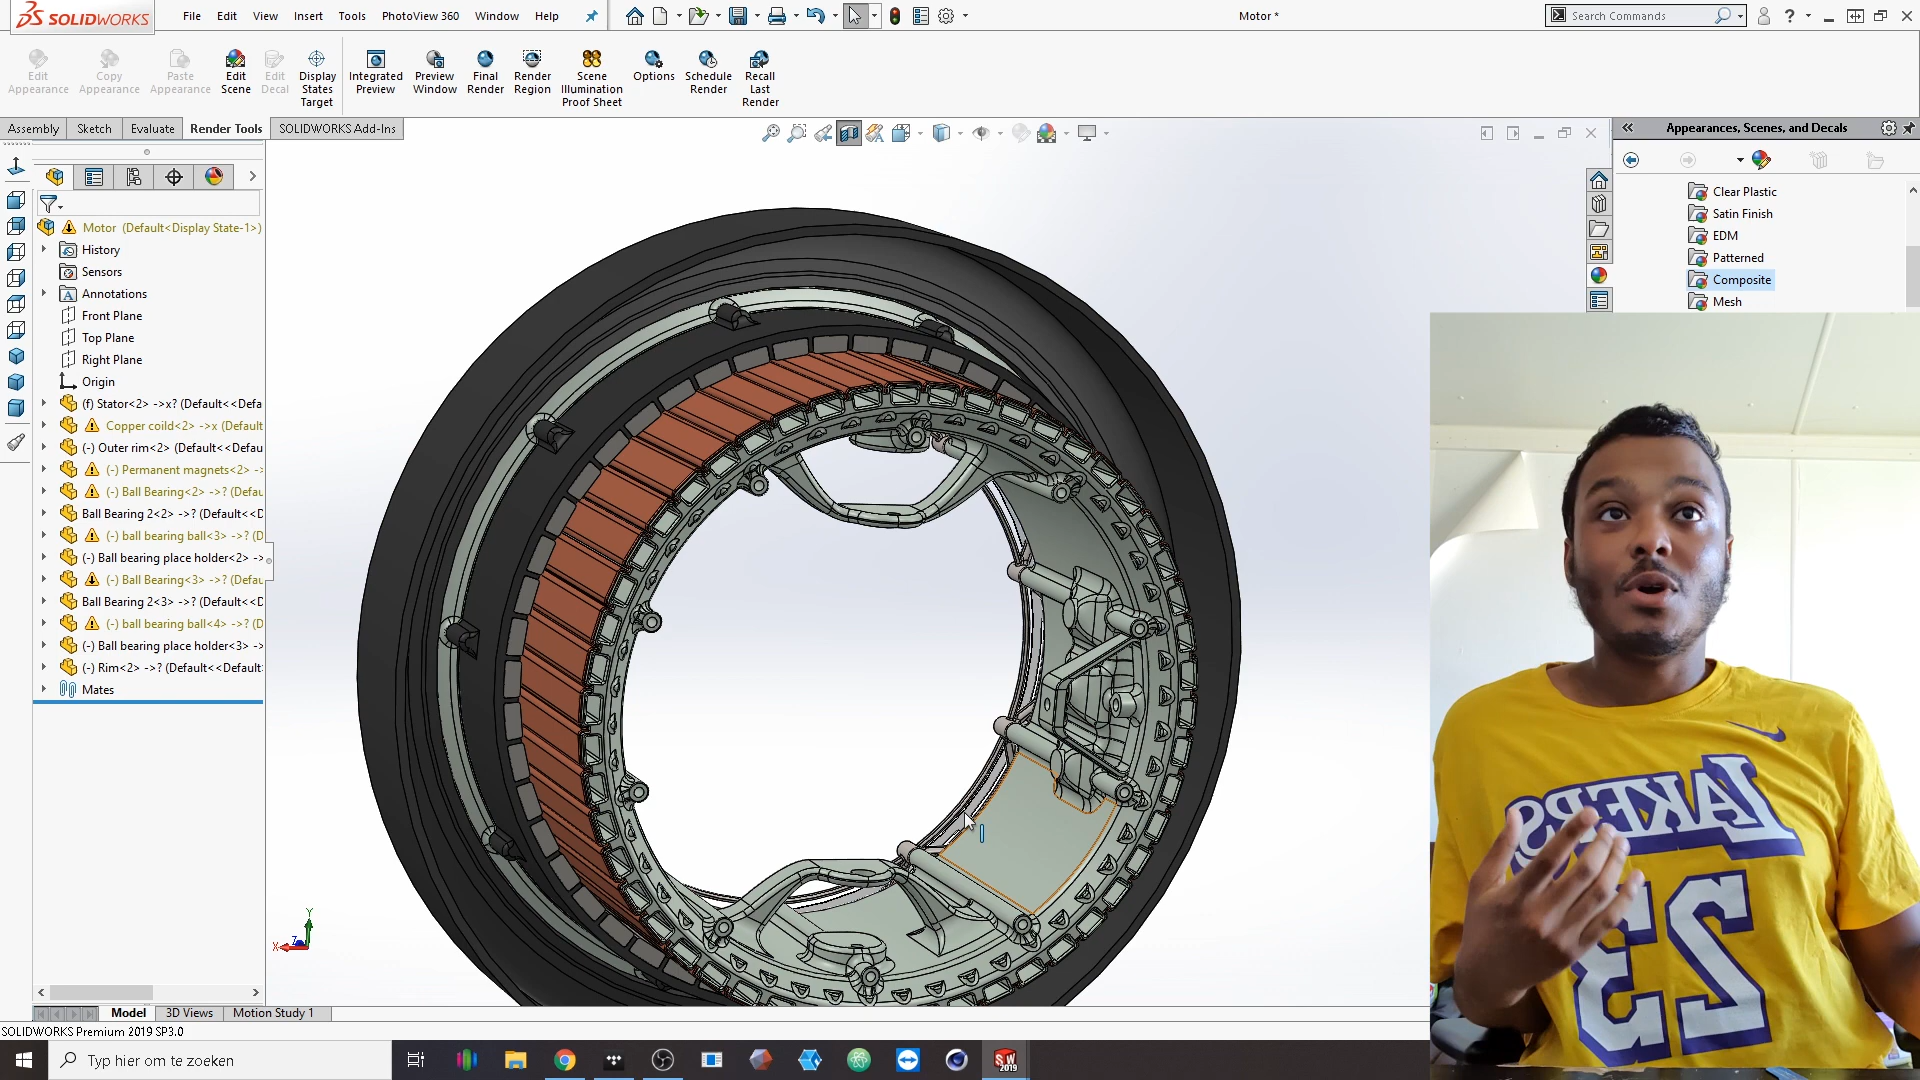 SOLIDWORKS
File Edit View Insert Tools PhotoView 360 Window Help
Motor *
Search Commands
Edit Appearance
Copy Appearance
Paste Appearance
Edit Scene
Edit Decal
Display States Target
Integrated Preview
Preview Window
Final Render
Render Region
Scene Illumination Proof Sheet
Options
Schedule Render
Recall Last Render
Assembly Sketch Evaluate Render Tools SOLIDWORKS Add-Ins
Appearances, Scenes, and Decals
Clear Plastic
Satin Finish
EDM
Patterned
Composite
Mesh
Motor (Default<Display State-1>)
History
Sensors
Annotations
Front Plane
Top Plane
Right Plane
Origin
(f) Stator<2> ->x? (Default<<Defa
Copper coild<2> ->x (Default
(-) Outer rim<2> (Default<<Defau
(-) Permanent magnets<2> ->
(-) Ball Bearing<2> ->? (Defau
Ball Bearing 2<2> ->? (Default<<D
(-) ball bearing ball<3> ->? (D
(-) Ball bearing place holder<2> ->
(-) Ball Bearing<3> ->? (Defau
Ball Bearing 2<3> ->? (Default<<D
(-) ball bearing ball<4> ->? (D
(-) Ball bearing place holder<3> ->
(-) Rim<2> ->? (Default<<Default
Mates
X Y Z
LAKERS
23
Model 3D Views Motion Study 1
SOLIDWORKS Premium 2019 SP3.0
Typ hier om te zoeken
SW 2019